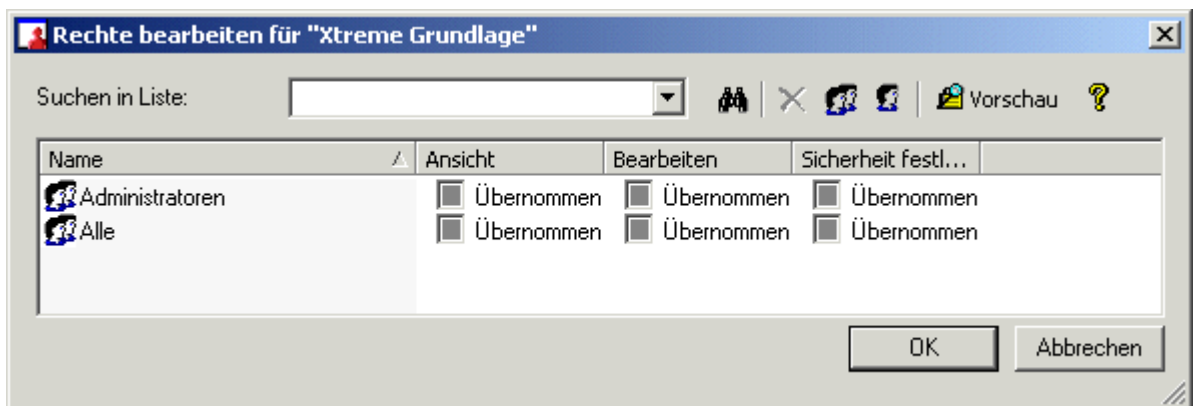 Rechte bearbeiten für "Xtreme Grundlage"
Suchen in Liste: Vorschau
Name Ansicht Bearbeiten Sicherheit festl...
Administratoren Übernommen Übernommen Übernommen
Alle Übernommen Übernommen Übernommen
OK Abbrechen